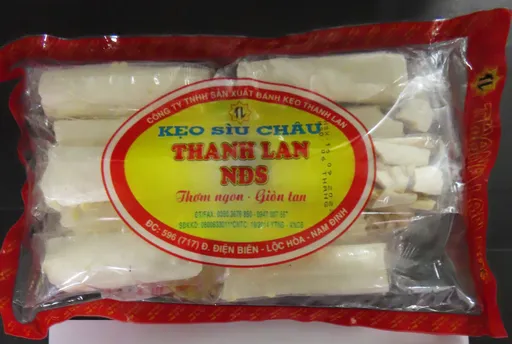 CÔNG TY TNHH SẢN XUẤT BÁNH KẸO THANH LAN
TL
KẸO SÌU CHÂU
THANH LAN
NDS
Thơm ngon - Giòn tan
ĐC: 596 (717) Đ. ĐIỆN BIÊN - LỘC HÒA - NAM ĐỊNH